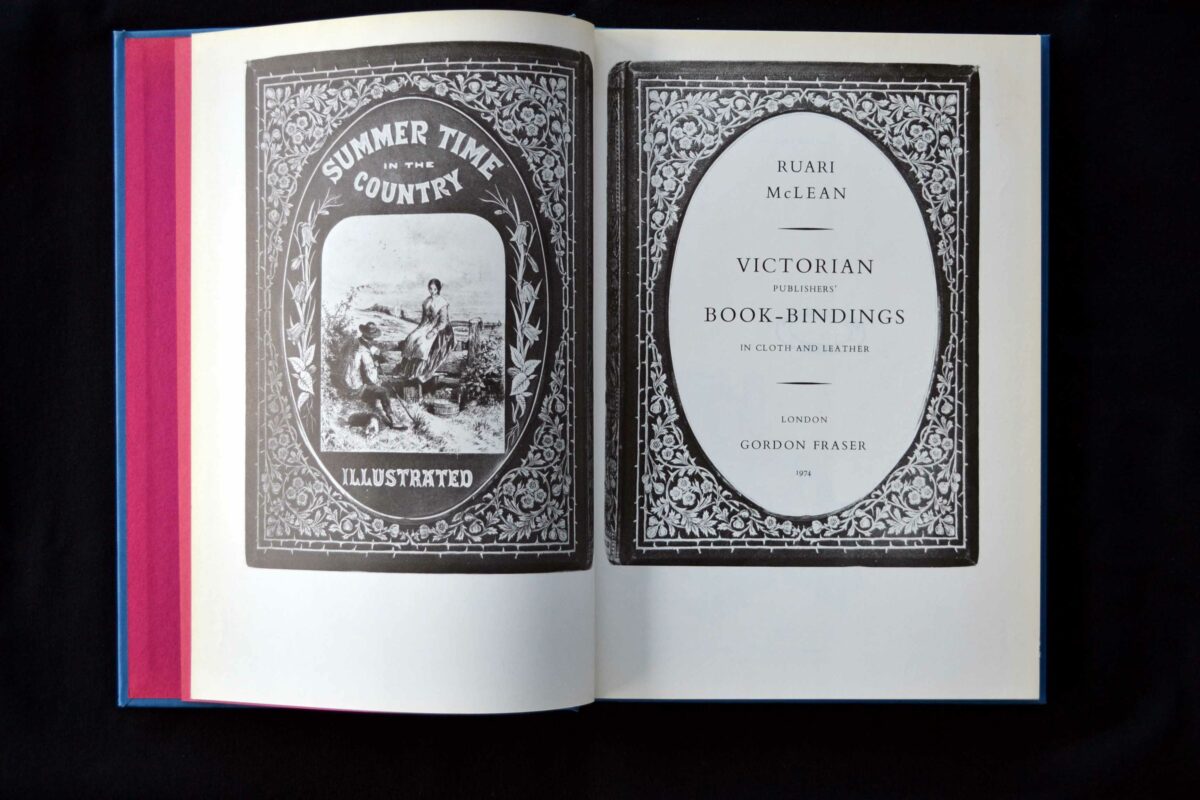 SUMMER TIME
IN THE
COUNTRY
ILLUSTRATED
RUARI
McLEAN
VICTORIAN
PUBLISHERS'
BOOK-BINDINGS
IN CLOTH AND LEATHER
LONDON
GORDON FRASER
1974